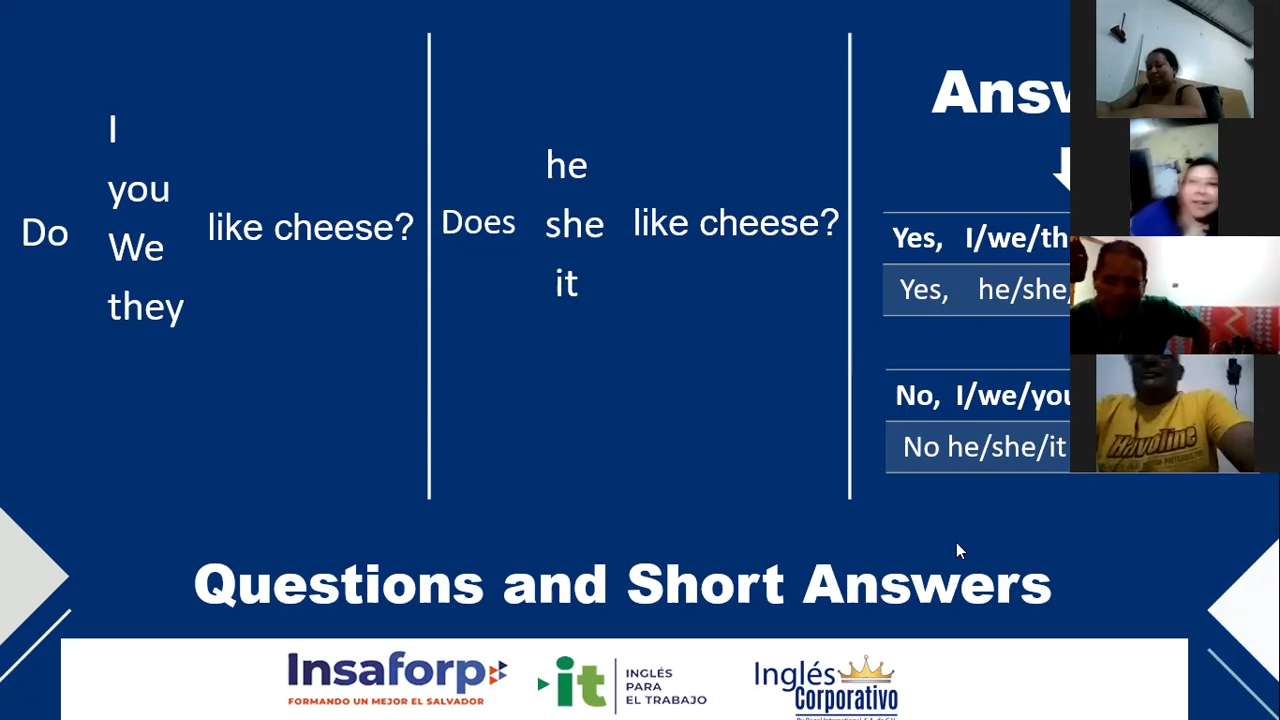 I
you
We
they
Do
like cheese?
he
she
it
Does
like cheese?
Yes, I/we/th
Yes, he/she/
No, I/we/you
No he/she/it
Questions and Short Answers
Insaforp
FORMANDO UN MEJOR EL SALVADOR
it
INGLÉS
PARA
EL TRABAJO
Inglés
Corporativo
Havoline